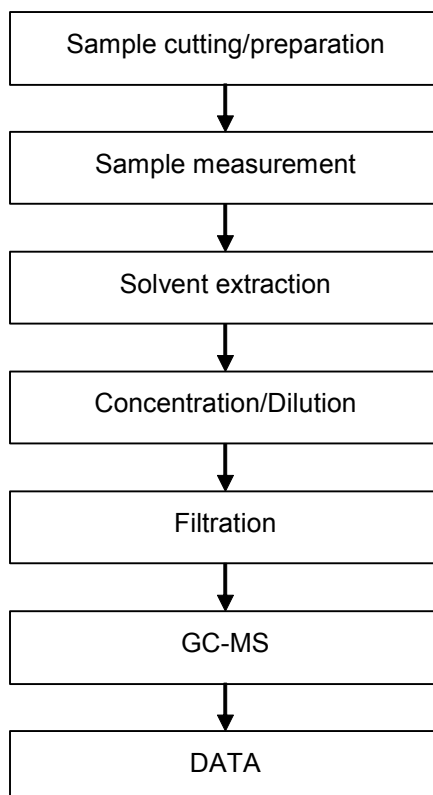 Sample cutting/preparation
Sample measurement
Solvent extraction
Concentration/Dilution
Filtration
GC-MS
DATA